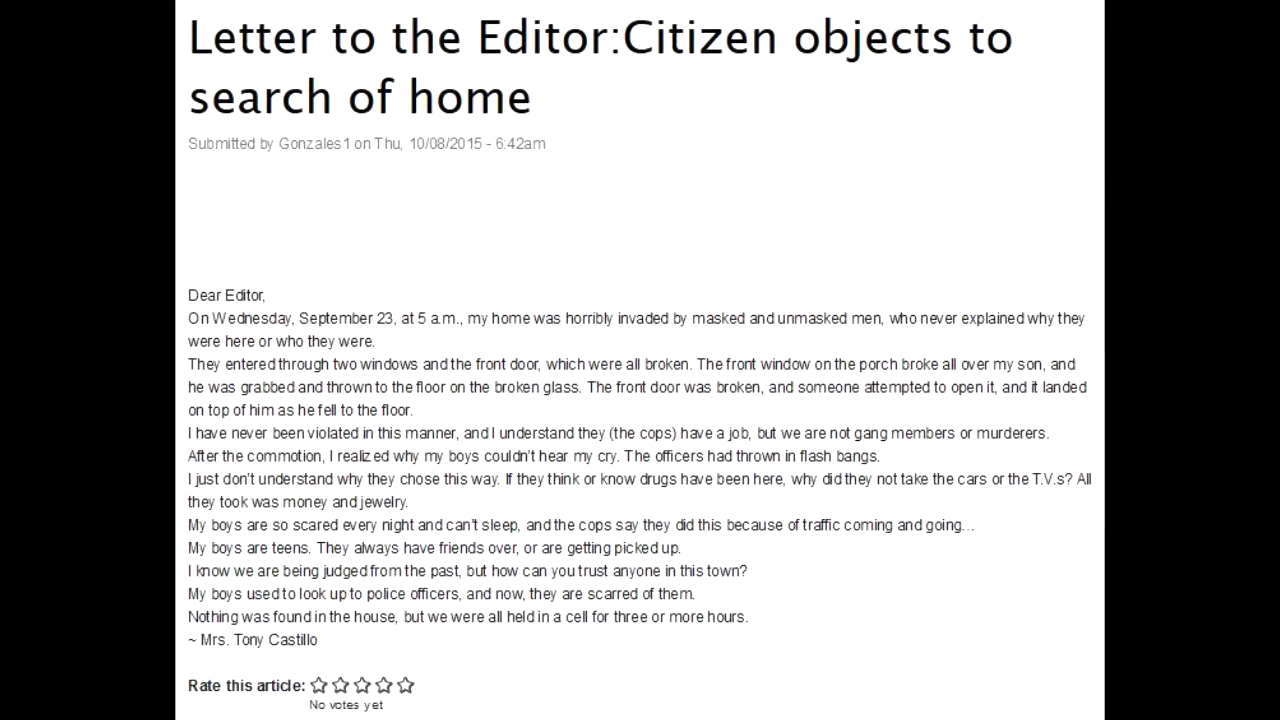 Letter to the Editor:Citizen objects to
search of home
Submitted by Gonzales1 on Thu, 10/08/2015 - 6:42am
Dear Editor,
On Wednesday, September 23, at 5 a.m., my home was horribly invaded by masked and unmasked men, who never explained why they
were here or who they were.
They entered through two windows and the front door, which were all broken. The front window on the porch broke all over my son, and
he was grabbed and thrown to the floor on the broken glass. The front door was broken, and someone attempted to open it, and it landed
on top of him as he fell to the floor.
I have never been violated in this manner, and I understand they (the cops) have a job, but we are not gang members or murderers.
After the commotion, I realized why my boys couldn't hear my cry. The officers had thrown in flash bangs.
I just don't understand why they chose this way. If they think or know drugs have been here, why did they not take the cars or the T.V.s? All
they took was money and jewelry.
My boys are so scared every night and can't sleep, and the cops say they did this because of traffic coming and going...
My boys are teens. They always have friends over, or are getting picked up.
I know we are being judged from the past, but how can you trust anyone in this town?
My boys used to look up to police officers, and now, they are scarred of them.
Nothing was found in the house, but we were all held in a cell for three or more hours.
~ Mrs. Tony Castillo
Rate this article:
No votes yet